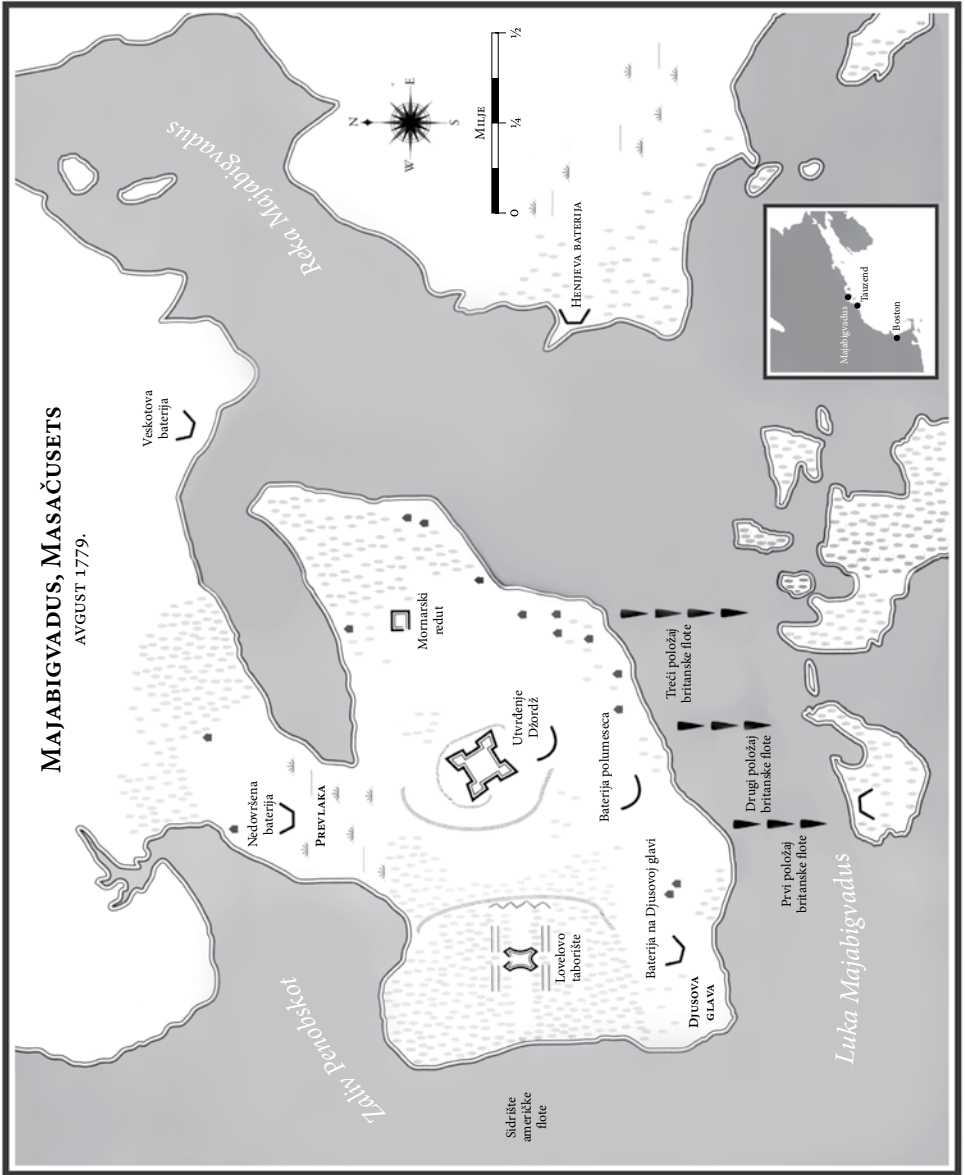 MAJABIGVADUS, MASAČUSETS
AVGUST 1779.
Reka Majabigvadus
N
E
S
W
MILJE
0
¼
½
Veskotova
baterija
HENIJEVA BATERIJA
Majabigvadus
Tauzend
Boston
Mornarski
redut
Nedovršena
baterija
PREVLAKA
Utvrđenje
Džordž
Baterija polumeseca
Treći položaj
britanske flote
Drugi položaj
britanske flote
Prvi položaj
britanske flote
Lovelovo
taborište
Baterija na Djusovoj glavi
DJUSOVA
GLAVA
Zaliv Penobskot
Luka Majabigvadus
Sidrište
američke
flote